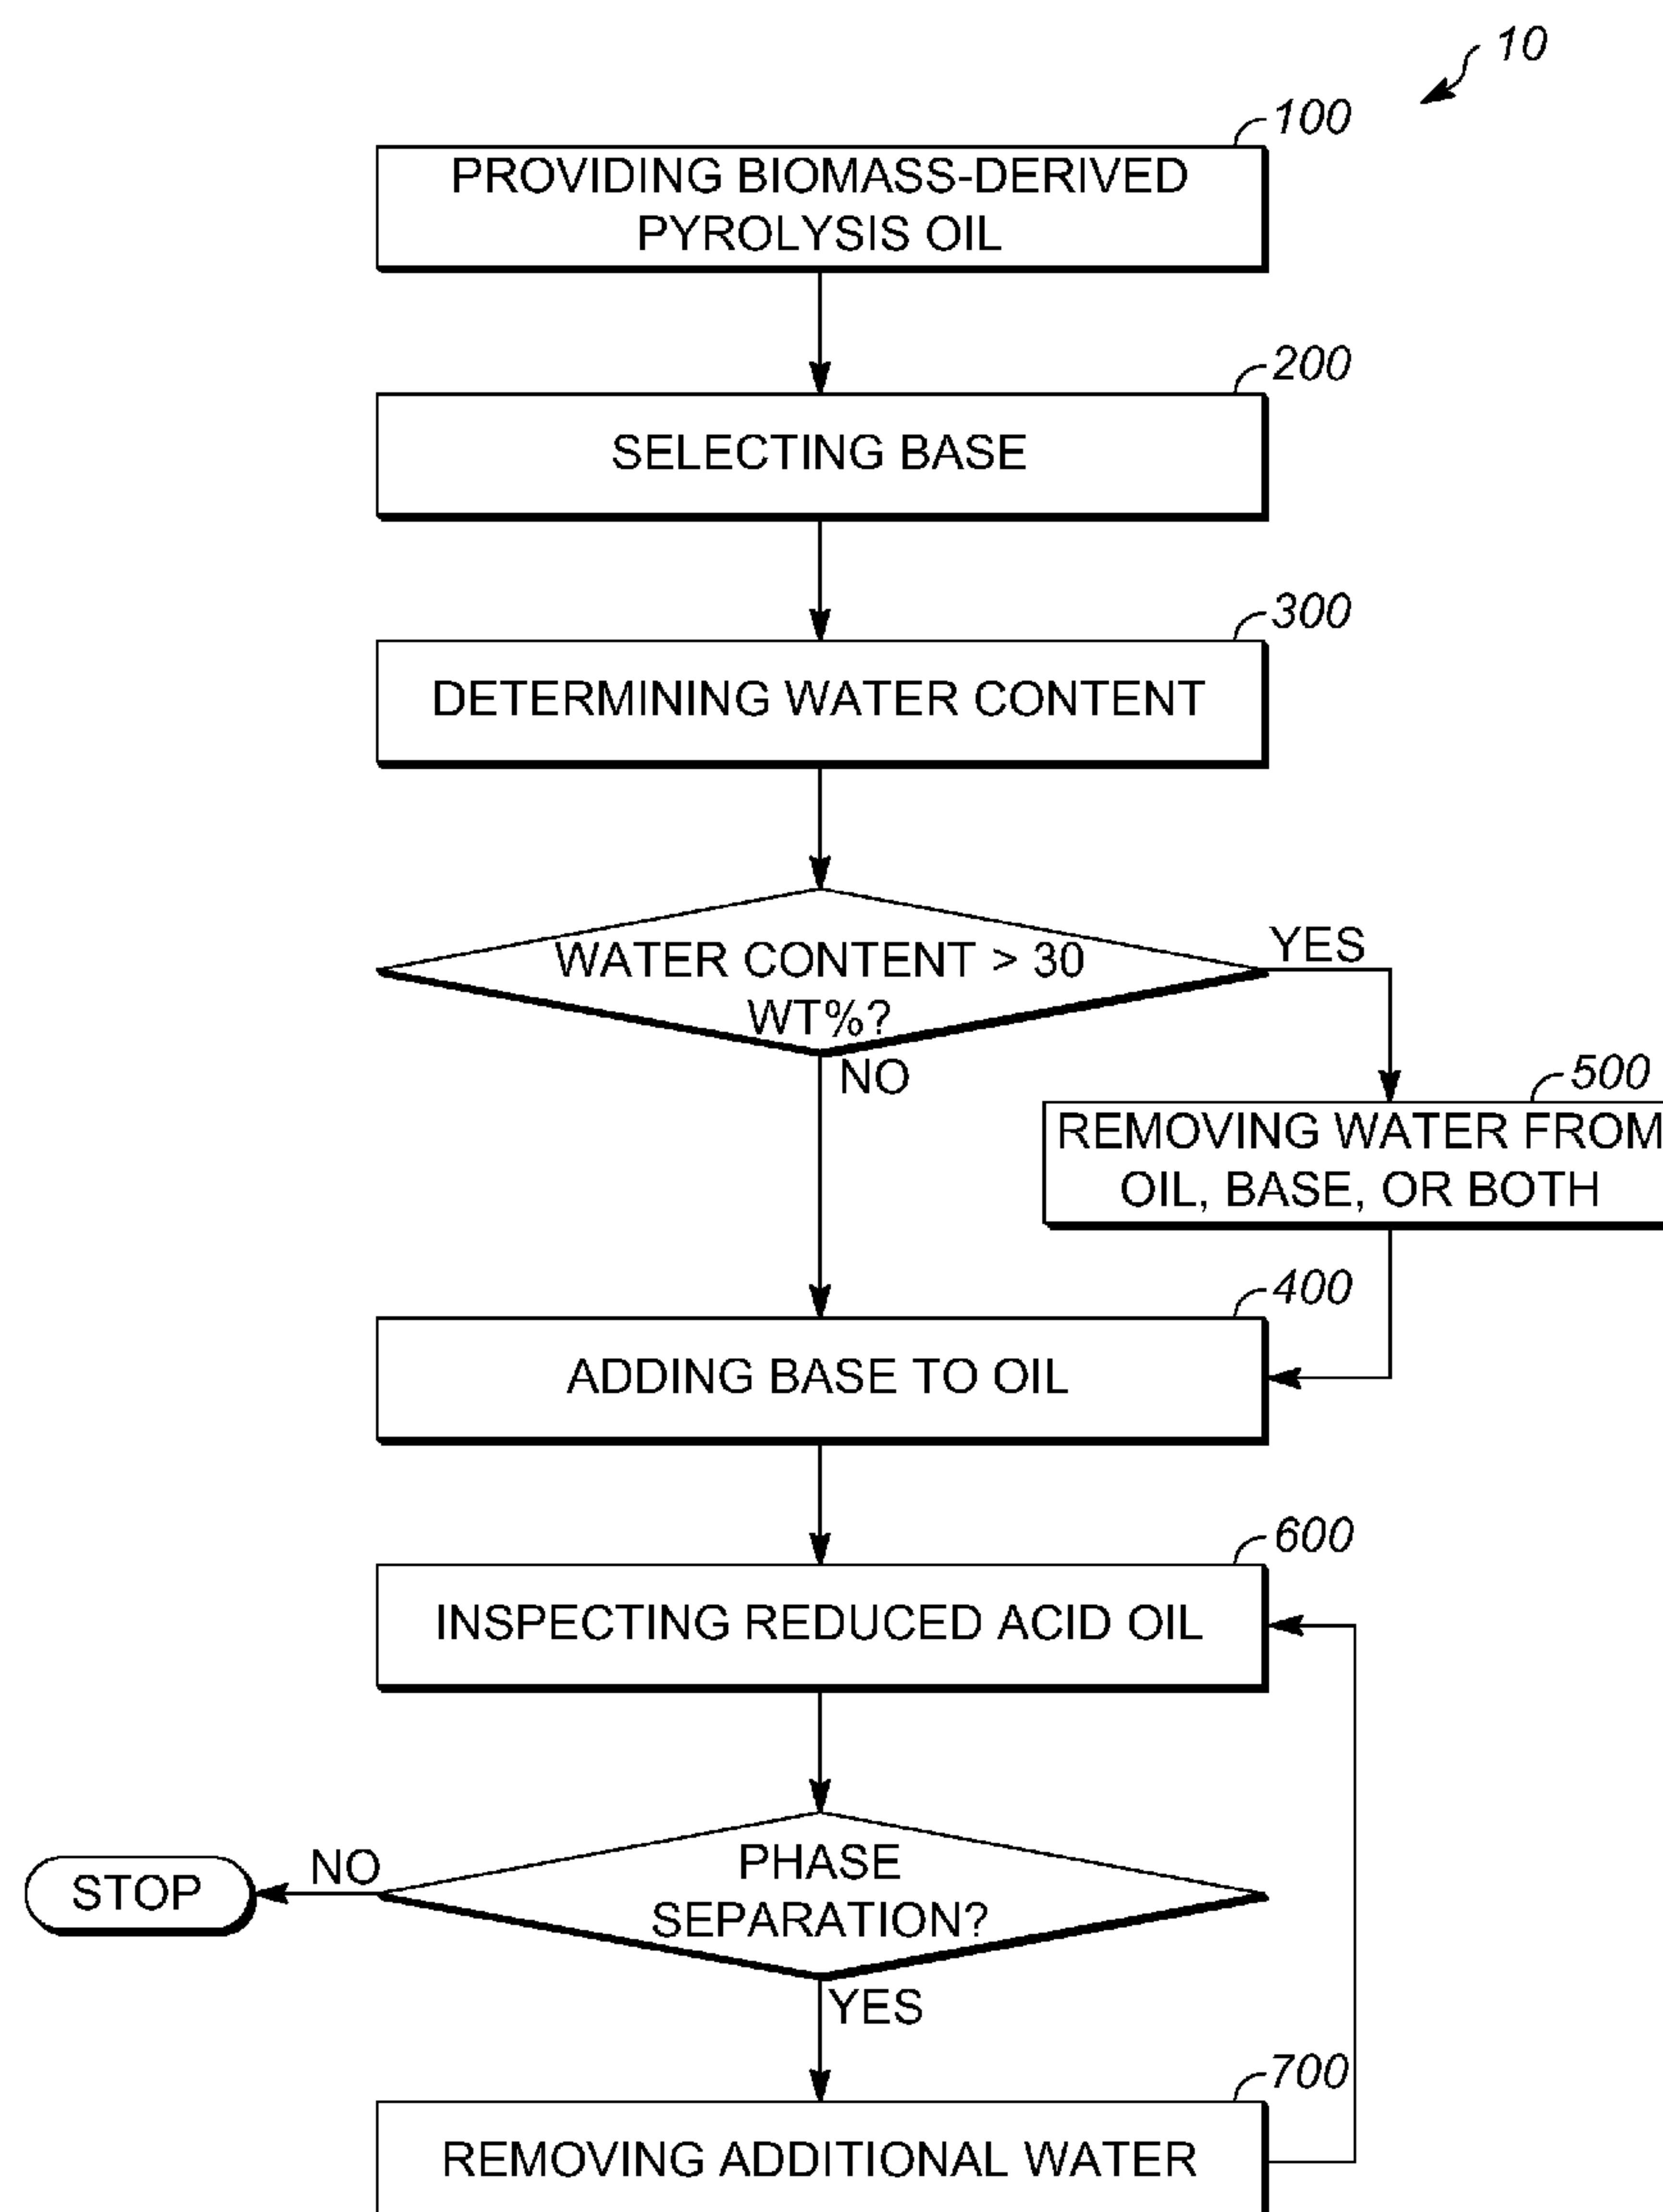 10
100
PROVIDING BIOMASS-DERIVED
PYROLYSIS OIL
200
SELECTING BASE
300
DETERMINING WATER CONTENT
WATER CONTENT > 30
WT%?
YES
NO
500
REMOVING WATER FROM
OIL, BASE, OR BOTH
400
ADDING BASE TO OIL
600
INSPECTING REDUCED ACID OIL
PHASE
SEPARATION?
NO
STOP
YES
700
REMOVING ADDITIONAL WATER